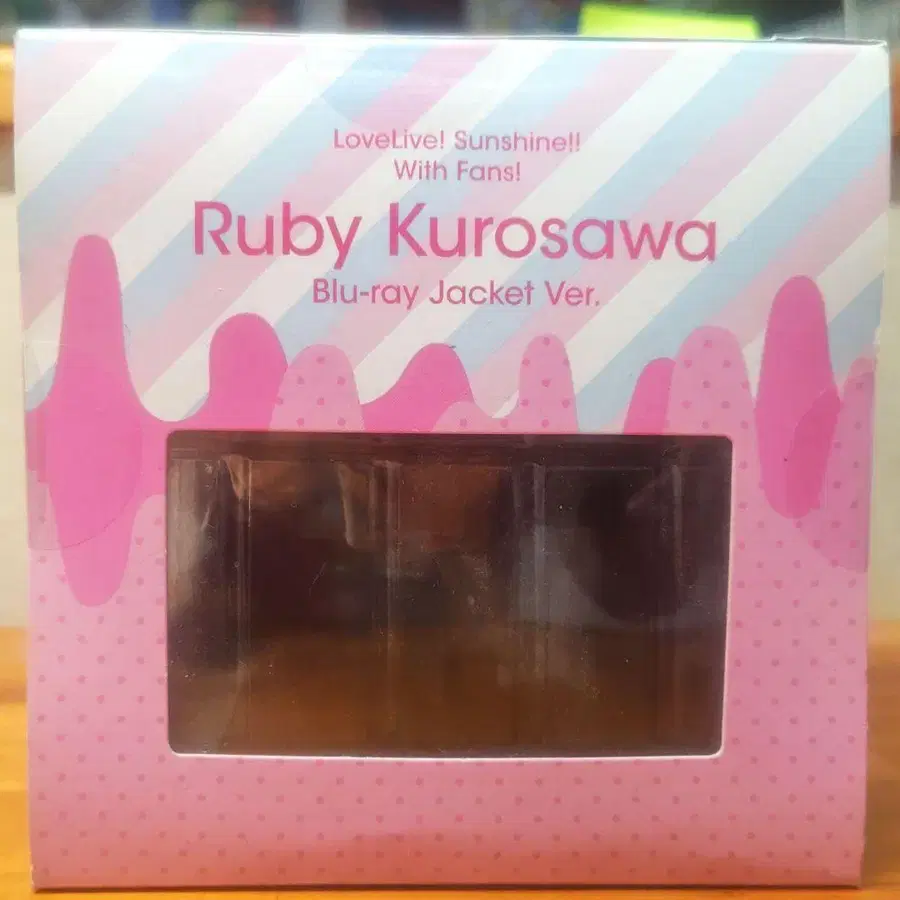 LoveLive! Sunshine!!
With Fans!
Ruby Kurosawa
Blu-ray Jacket Ver.